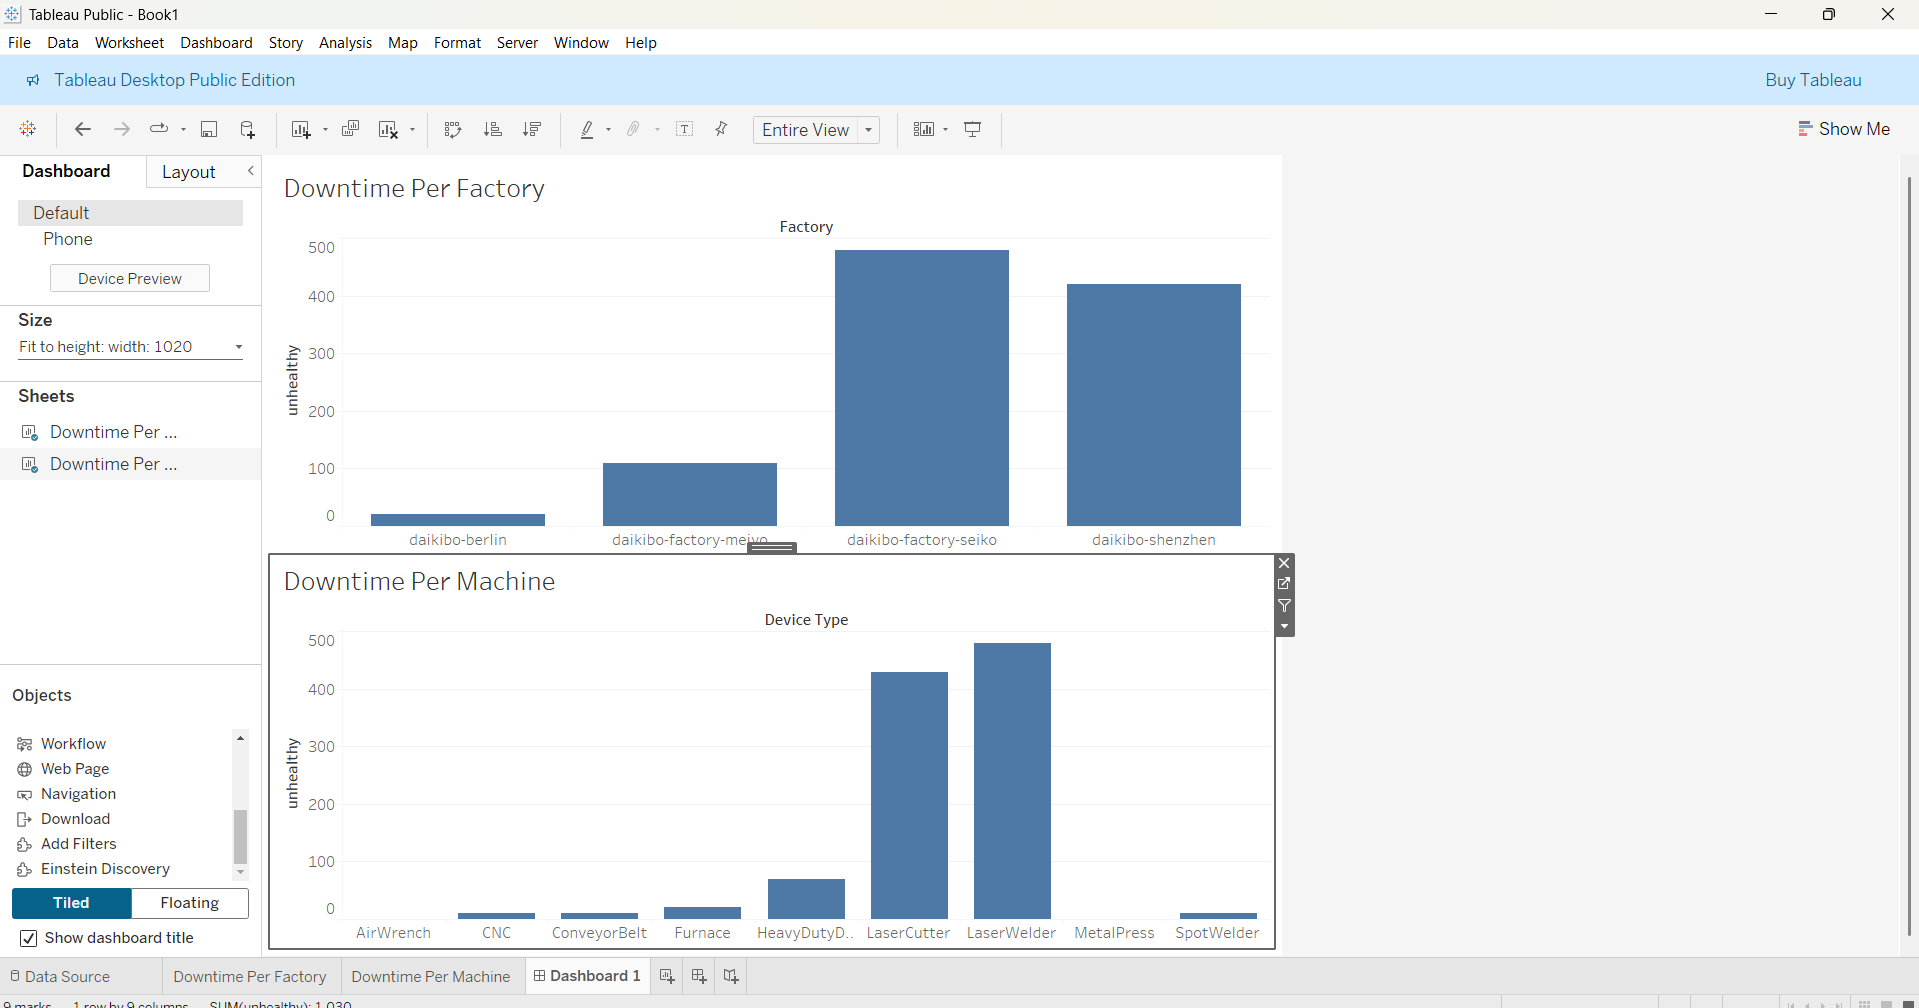 Tableau Public - Book1
File Data Worksheet Dashboard Story Analysis Map Format Server Window Help
Tableau Desktop Public Edition
Buy Tableau
Entire View
Show Me
Dashboard
Layout
Default
Phone
Device Preview
Size
Fit to height: width: 1020
Sheets
Downtime Per ...
Downtime Per ...
Objects
Workflow
Web Page
Navigation
Download
Add Filters
Einstein Discovery
Tiled
Floating
Show dashboard title
Downtime Per Factory
Factory
unhealthy
500
400
300
200
100
0
daikibo-berlin
daikibo-factory-meiyo
daikibo-factory-seiko
daikibo-shenzhen
Downtime Per Machine
Device Type
unhealthy
500
400
300
200
100
0
AirWrench
CNC
ConveyorBelt
Furnace
HeavyDutyD..
LaserCutter
LaserWelder
MetalPress
SpotWelder
Data Source
Downtime Per Factory
Downtime Per Machine
Dashboard 1
9 marks 1 row by 9 columns SUM(unhealthy): 1,030